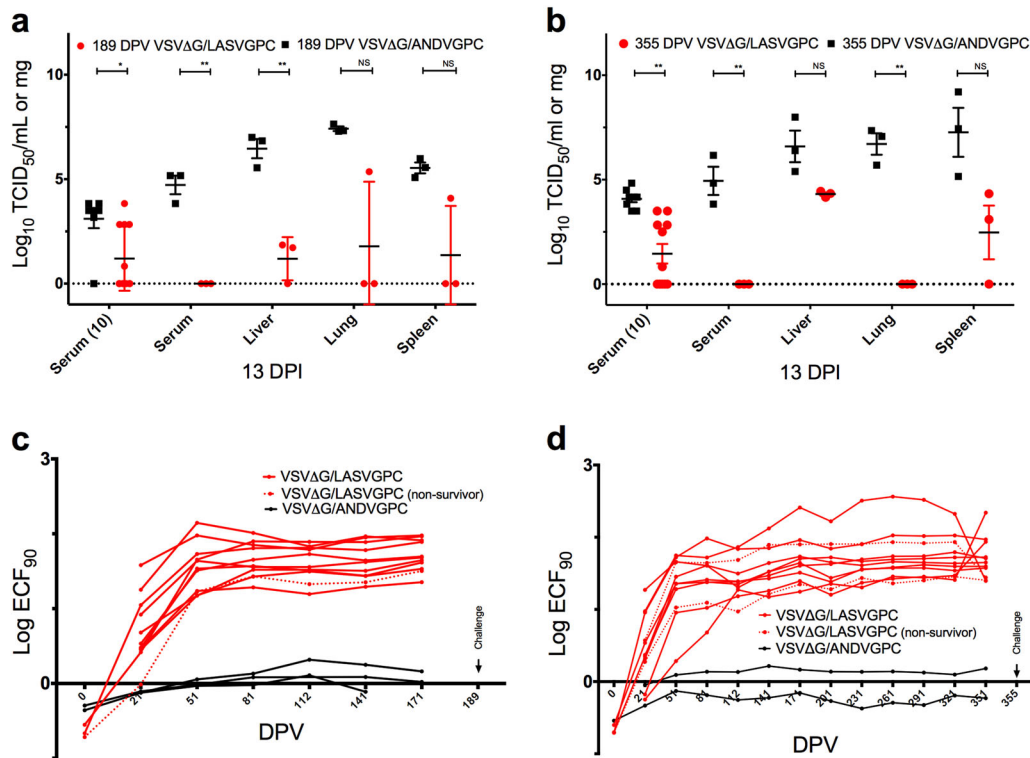 a
189 DPV VSVΔG/LASVGPC
189 DPV VSVΔG/ANDVGPC
*
**
**
NS
NS
10
5
0
Log10 TCID50/mL or mg
Serum (10)
Serum
Liver
Lung
Spleen
13 DPI
b
355 DPV VSVΔG/LASVGPC
355 DPV VSVΔG/ANDVGPC
**
**
NS
**
NS
10
5
0
Log10 TCID50/ml or mg
Serum (10)
Serum
Liver
Lung
Spleen
13 DPI
c
3
VSVΔG/LASVGPC
VSVΔG/LASVGPC (non-survivor)
VSVΔG/ANDVGPC
Log ECF90
Challenge
0
0
21
51
81
112
141
171
189
DPV
d
3
Log ECF90
VSVΔG/LASVGPC
VSVΔG/LASVGPC (non-survivor)
VSVΔG/ANDVGPC
Challenge
0
0
21
51
81
112
141
171
201
231
261
291
324
351
355
DPV